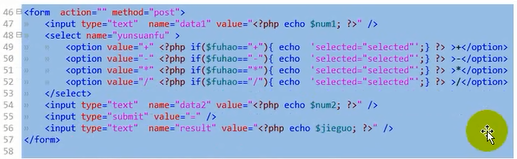 46 <form action="" method="post">
47 <input type="text" name="data1" value="<?php echo $num1; ?>" />
48 <select name="yunsuanfu" >
49 <option value="+" <?php if($fuhao=="+"){ echo 'selected="selected"';} ?> >+</option>
50 <option value="-" <?php if($fuhao=="-"){ echo 'selected="selected"';} ?> >-</option>
51 <option value="*" <?php if($fuhao=="*"){ echo 'selected="selected"';} ?> >*</option>
52 <option value="/" <?php if($fuhao=="/"){ echo 'selected="selected"';} ?> >/</option>
53 </select>
54 <input type="text" name="data2" value="<?php echo $num2; ?>" />
55 <input type="submit" value="=" />
56 <input type="text" name="result" value="<?php echo $jieguo; ?>" />
57 </form>
58